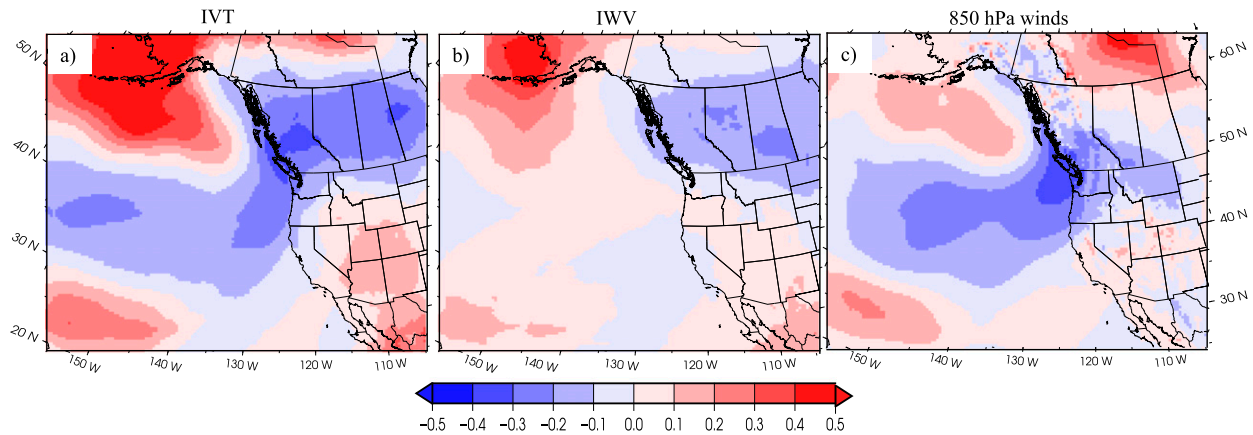 IVT
IWV
850 hPa winds
a)
b)
c)
50 N
40 N
30 N
20 N
60 N
50 N
40 N
30 N
150 W
140 W
130 W
120 W
110 W
150 W
140 W
130 W
120 W
110 W
150 W
140 W
130 W
120 W
110 W
−0.5 −0.4 −0.3 −0.2 −0.1 0.0 0.1 0.2 0.3 0.4 0.5